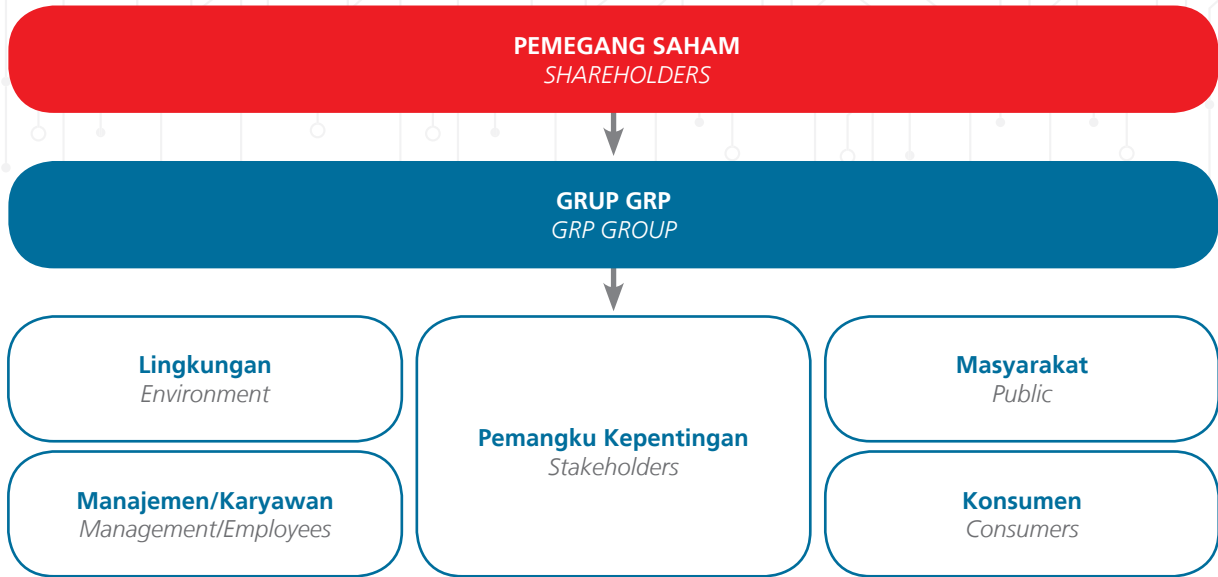 PEMEGANG SAHAM
SHAREHOLDERS
GRUP GRP
GRP GROUP
Lingkungan
Environment
Manajemen/Karyawan
Management/Employees
Pemangku Kepentingan
Stakeholders
Masyarakat
Public
Konsumen
Consumers